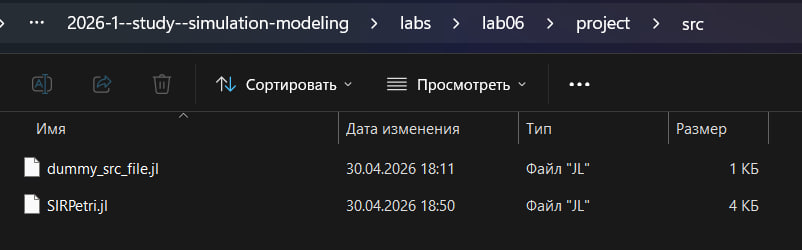 2026-1--study--simulation-modeling > labs > lab06 > project > src
Сортировать Просмотреть
Имя Дата изменения Тип Размер
dummy_src_file.jl 30.04.2026 18:11 Файл "JL" 1 КБ
SIRPetri.jl 30.04.2026 18:50 Файл "JL" 4 КБ